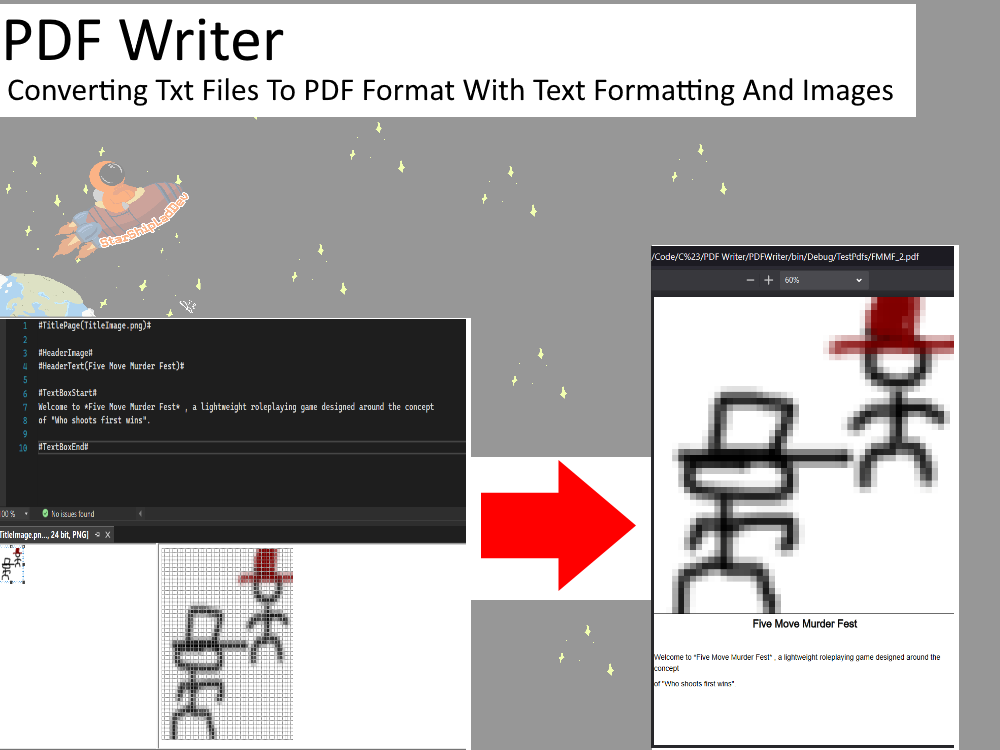 PDF Writer
Converting Txt Files To PDF Format With Text Formatting And Images
StarShipLadDev
/Code/C%23/PDF Writer/PDFWriter/bin/Debug/TestPdfs/FMMF_2.pdf
60%
1 #TitlePage(TitleImage.png)#
2
3 #HeaderImage#
4 #HeaderText(Five Move Murder Fest)#
5
6 #TextBoxStart#
7 Welcome to *Five Move Murder Fest* , a lightweight roleplaying game designed around the concept
8 of "Who shoots first wins".
9
10 #TextBoxEnd#
00 % No issues found
TitleImage.pn..., 24 bit, PNG] X
Five Move Murder Fest
Welcome to *Five Move Murder Fest* , a lightweight roleplaying game designed around the
concept
of "Who shoots first wins"